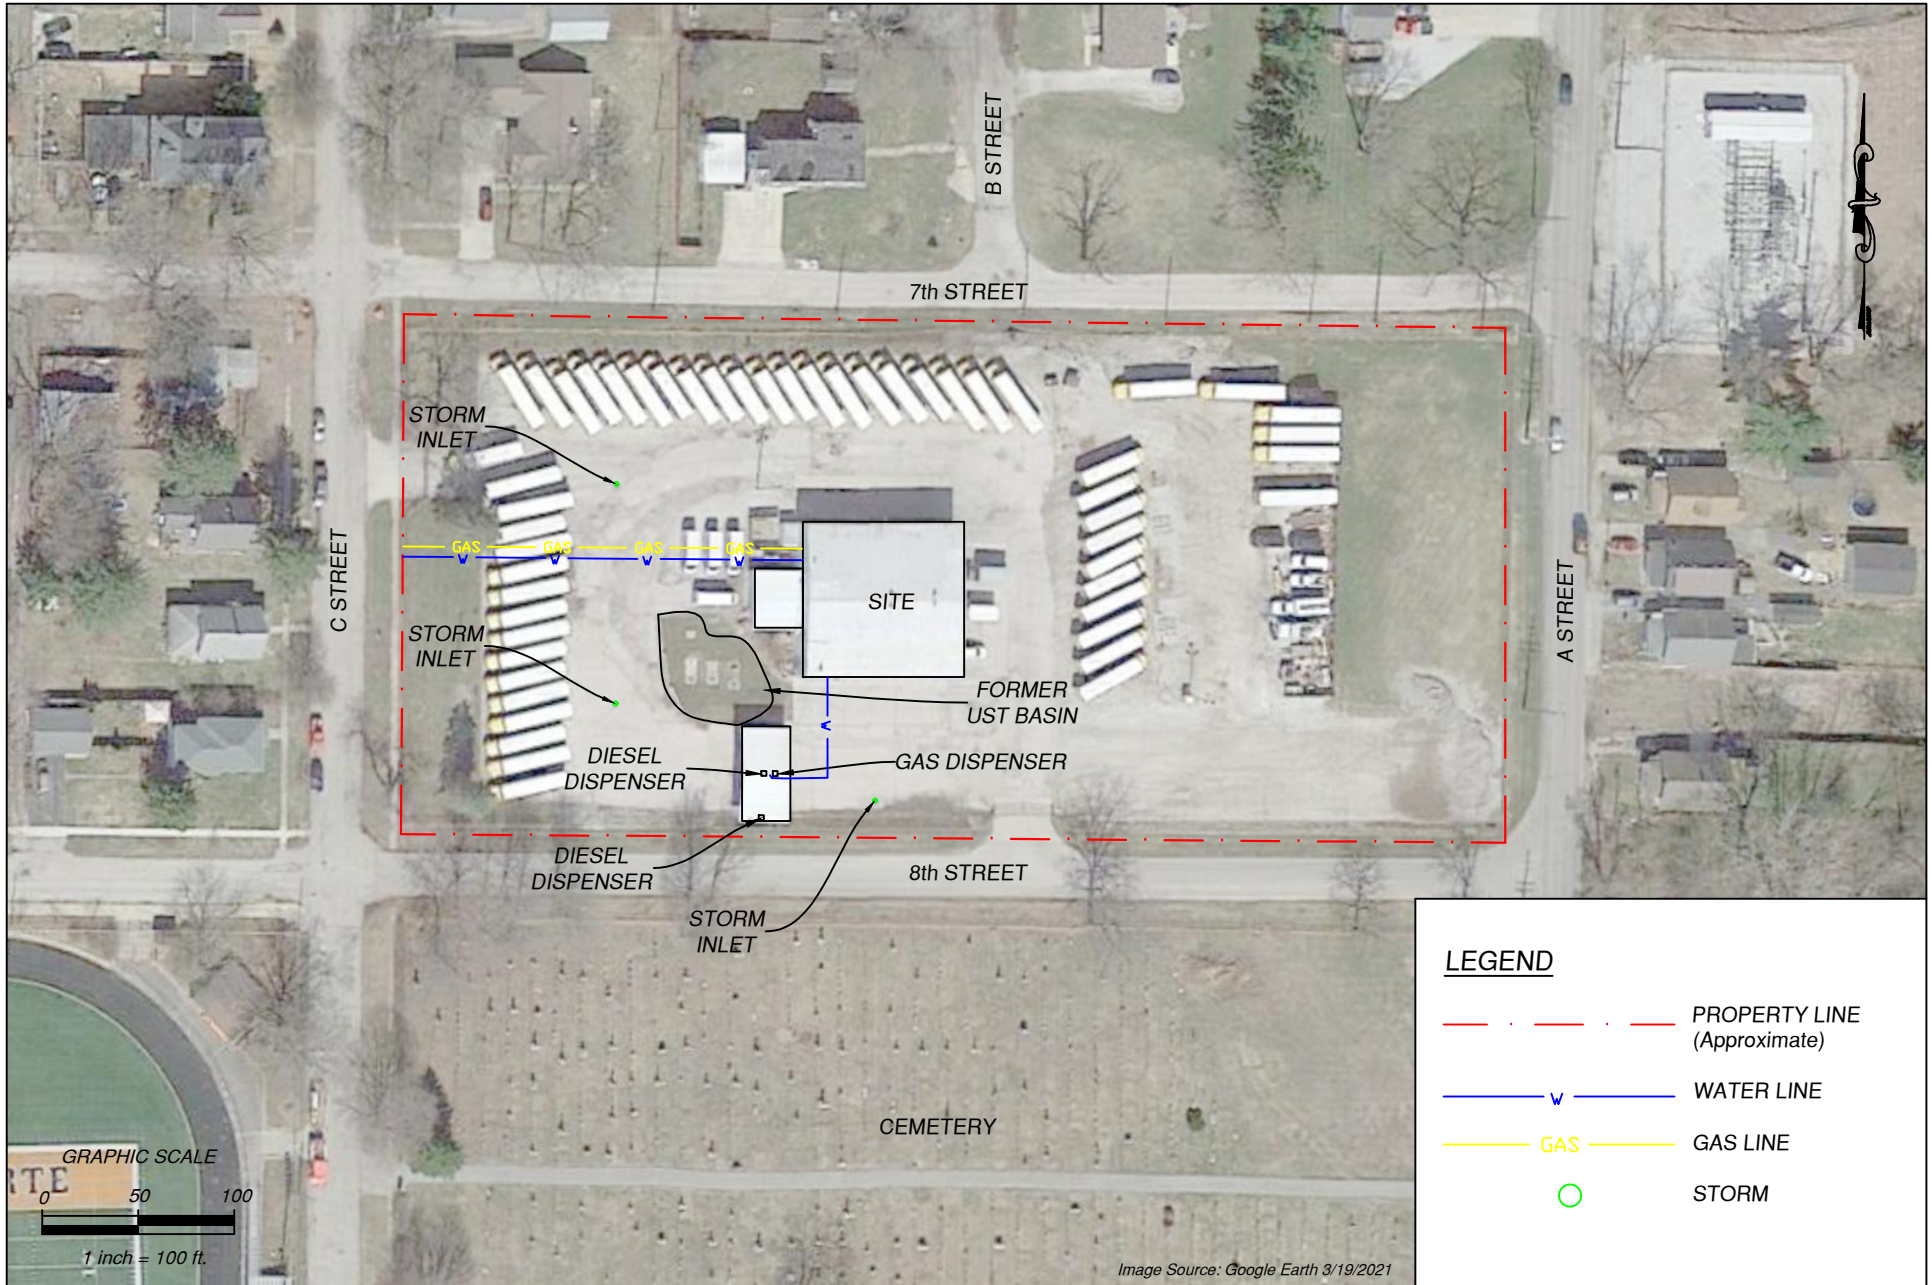 B STREET
7th STREET
STORM
INLET
GAS GAS GAS GAS
W W W W
C STREET
SITE
A STREET
STORM
INLET
FORMER
UST BASIN
W
DIESEL
DISPENSER
GAS DISPENSER
DIESEL
DISPENSER
8th STREET
STORM
INLET
CEMETERY
LEGEND
PROPERTY LINE
(Approximate)
W WATER LINE
GAS GAS LINE
STORM
RTE
GRAPHIC SCALE
0 50 100
1 inch = 100 ft.
Image Source: Google Earth 3/19/2021